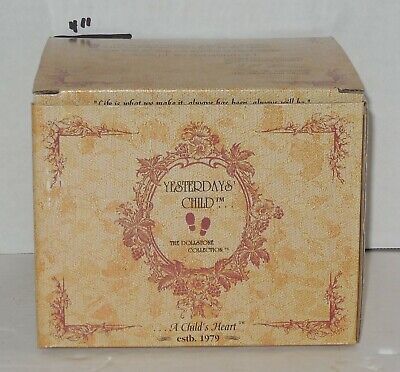 4"
"Life is what we make it, always has been, always will be."
YESTERDAYS'
CHILD™...
THE DOLLSTONE
COLLECTION™
. . . A Child's Heart™
estb. 1979